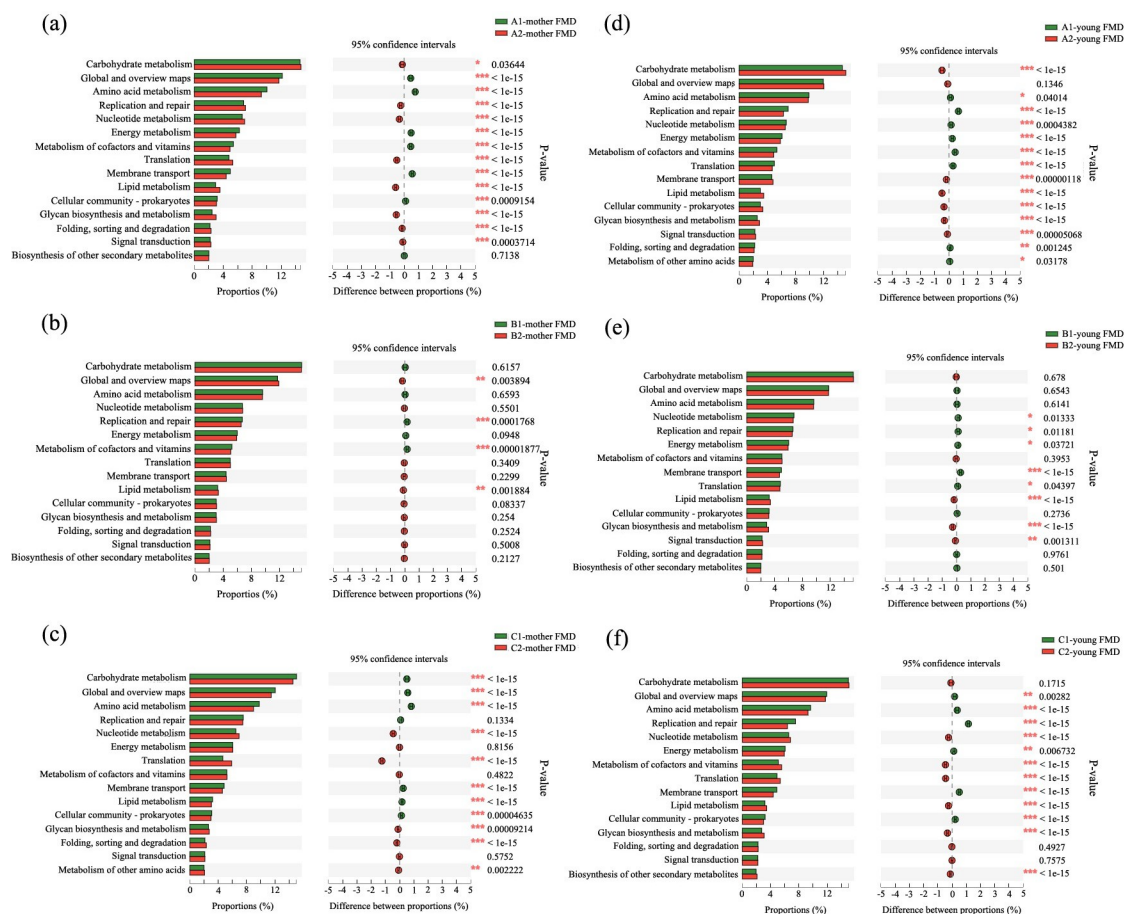 (a)
A1-mother FMD
A2-mother FMD
95% confidence intervals
Carbohydrate metabolism * 0.03644
Global and overview maps *** < 1e-15
Amino acid metabolism *** < 1e-15
Replication and repair *** < 1e-15
Nucleotide metabolism *** < 1e-15
Energy metabolism *** < 1e-15
Metabolism of cofactors and vitamins *** < 1e-15
Translation *** < 1e-15
Membrane transport *** < 1e-15
Lipid metabolism *** < 1e-15
Cellular community - prokaryotes *** 0.0009154
Glycan biosynthesis and metabolism *** < 1e-15
Folding, sorting and degradation *** < 1e-15
Signal transduction *** 0.0003714
Biosynthesis of other secondary metabolites 0.7138
P-value
0 4 8 12 -5 -4 -3 -2 -1 0 1 2 3 4 5
Proportios (%) Difference between proportions (%)
(b)
B1-mother FMD
B2-mother FMD
95% confidence intervals
Carbohydrate metabolism 0.6157
Global and overview maps ** 0.003894
Amino acid metabolism 0.6593
Nucleotide metabolism 0.5501
Replication and repair *** 0.0001768
Energy metabolism 0.0948
Metabolism of cofactors and vitamins *** 0.00001877
Translation 0.3409
Membrane transport 0.2299
Lipid metabolism ** 0.001884
Cellular community - prokaryotes 0.08337
Glycan biosynthesis and metabolism 0.254
Folding, sorting and degradation 0.2524
Signal transduction 0.5008
Biosynthesis of other secondary metabolites 0.2127
P-value
0 4 8 12 -5 -4 -3 -2 -1 0 1 2 3 4 5
Proportios (%) Difference between proportions (%)
(c)
C1-mother FMD
C2-mother FMD
95% confidence intervals
Carbohydrate metabolism *** < 1e-15
Global and overview maps *** < 1e-15
Amino acid metabolism *** < 1e-15
Replication and repair 0.1334
Nucleotide metabolism *** < 1e-15
Energy metabolism 0.8156
Translation *** < 1e-15
Metabolism of cofactors and vitamins 0.4822
Membrane transport *** < 1e-15
Lipid metabolism *** < 1e-15
Cellular community - prokaryotes *** 0.00004635
Glycan biosynthesis and metabolism *** 0.00009214
Folding, sorting and degradation *** < 1e-15
Signal transduction 0.5752
Metabolism of other amino acids ** 0.002222
P-value
0 4 8 12 -5 -4 -3 -2 -1 0 1 2 3 4 5
Proportions (%) Difference between proportions (%)
(d)
A1-young FMD
A2-young FMD
95% confidence intervals
Carbohydrate metabolism *** < 1e-15
Global and overview maps 0.1346
Amino acid metabolism * 0.04014
Replication and repair *** < 1e-15
Nucleotide metabolism *** 0.0004382
Energy metabolism *** < 1e-15
Metabolism of cofactors and vitamins *** < 1e-15
Translation *** < 1e-15
Membrane transport *** 0.00000118
Lipid metabolism *** < 1e-15
Cellular community - prokaryotes *** < 1e-15
Glycan biosynthesis and metabolism *** < 1e-15
Signal transduction *** 0.00005068
Folding, sorting and degradation ** 0.001245
Metabolism of other amino acids * 0.03178
P-value
0 4 8 12 -5 -4 -3 -2 -1 0 1 2 3 4 5
Proportions (%) Difference between proportions (%)
(e)
B1-young FMD
B2-young FMD
95% confidence intervals
Carbohydrate metabolism 0.678
Global and overview maps 0.6543
Amino acid metabolism 0.6141
Nucleotide metabolism * 0.01333
Replication and repair * 0.01181
Energy metabolism * 0.03721
Metabolism of cofactors and vitamins 0.3953
Membrane transport *** < 1e-15
Translation * 0.04397
Lipid metabolism *** < 1e-15
Cellular community - prokaryotes 0.2736
Glycan biosynthesis and metabolism *** < 1e-15
Signal transduction ** 0.001311
Folding, sorting and degradation 0.9761
Biosynthesis of other secondary metabolites 0.501
P-value
0 4 8 12 -5 -4 -3 -2 -1 0 1 2 3 4 5
Proportions (%) Difference between proportions (%)
(f)
C1-young FMD
C2-young FMD
95% confidence intervals
Carbohydrate metabolism 0.1715
Global and overview maps ** 0.00282
Amino acid metabolism *** < 1e-15
Replication and repair *** < 1e-15
Nucleotide metabolism *** < 1e-15
Energy metabolism ** 0.006732
Metabolism of cofactors and vitamins *** < 1e-15
Translation *** < 1e-15
Membrane transport *** < 1e-15
Lipid metabolism *** < 1e-15
Cellular community - prokaryotes *** < 1e-15
Glycan biosynthesis and metabolism *** < 1e-15
Folding, sorting and degradation 0.4927
Signal transduction 0.7575
Biosynthesis of other secondary metabolites *** < 1e-15
P-value
0 4 8 12 -5 -4 -3 -2 -1 0 1 2 3 4 5
Proportions (%) Difference between proportions (%)